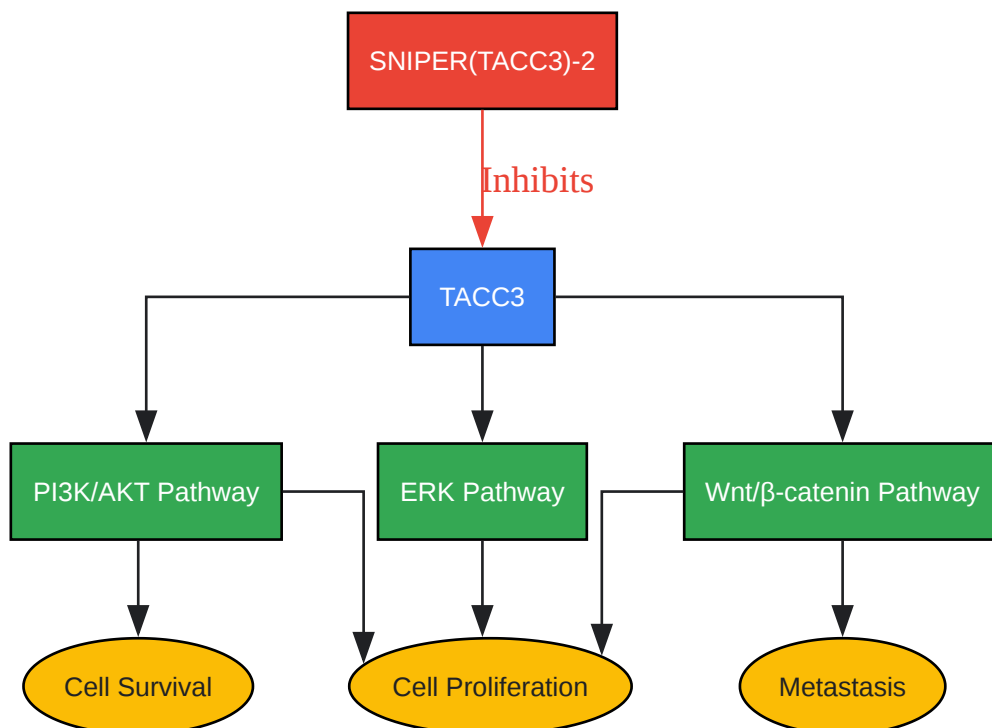 SNIPER(TACC3)-2
Inhibits
TACC3
PI3K/AKT Pathway
ERK Pathway
Wnt/β-catenin Pathway
Cell Survival
Cell Proliferation
Metastasis